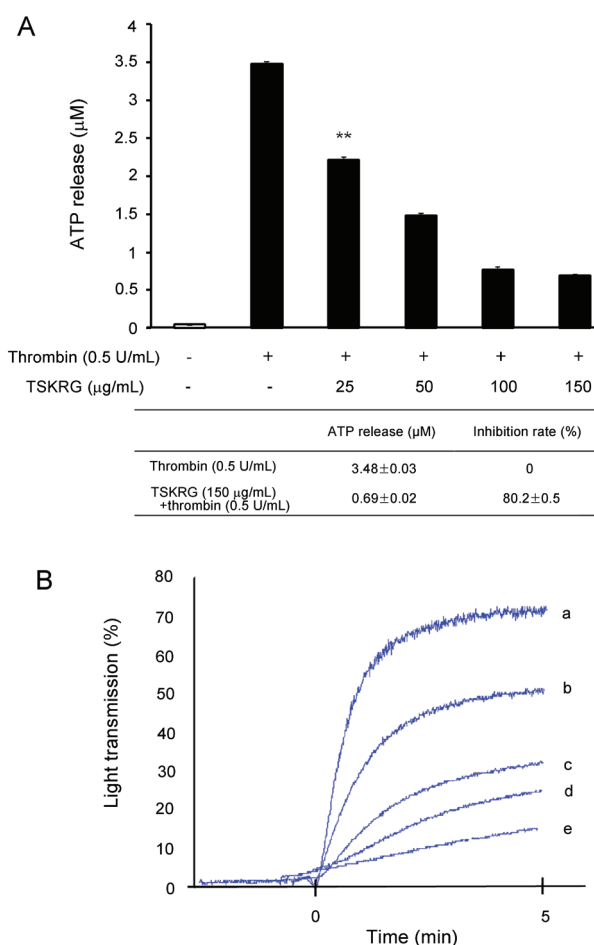 A
ATP release (μM)
4
3.5
3
2.5
2
1.5
1
0.5
0
**
Thrombin (0.5 U/mL) - + + + + +
TSKRG (μg/mL) - - 25 50 100 150
ATP release (μM) Inhibition rate (%)
Thrombin (0.5 U/mL) 3.48±0.03 0
TSKRG (150 μg/mL)
+thrombin (0.5 U/mL) 0.69±0.02 80.2±0.5
B
Light transmission (%)
80
70
60
50
40
30
20
10
0
a
b
c
d
e
0 5
Time (min)